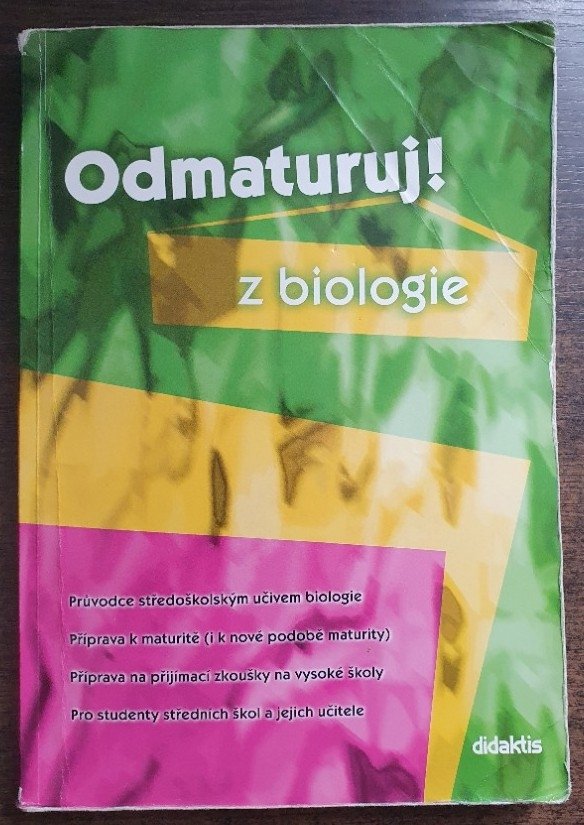 Odmaturuj!
z biologie
Průvodce středoškolským učivem biologie
Příprava k maturitě (i k nové podobě maturity)
Příprava na přijímací zkoušky na vysoké školy
Pro studenty středních škol a jejich učitele
didaktis